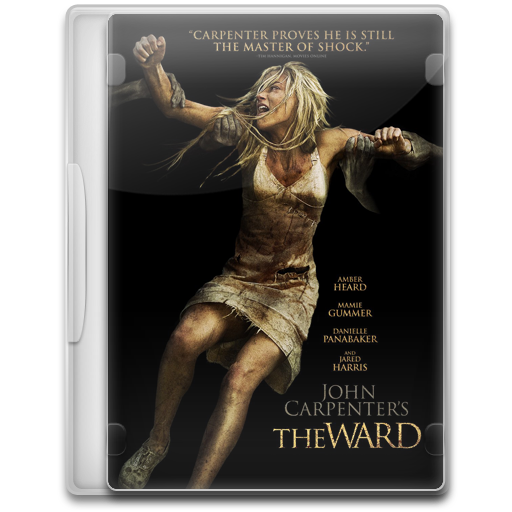 "CARPENTER PROVES HE IS STILL
THE MASTER OF SHOCK."
AMBER
HEARD
MAMIE
GUMMER
DANIELLE
PANABAKER
AND
JARED
HARRIS
JOHN
CARPENTER'S
THE WARD